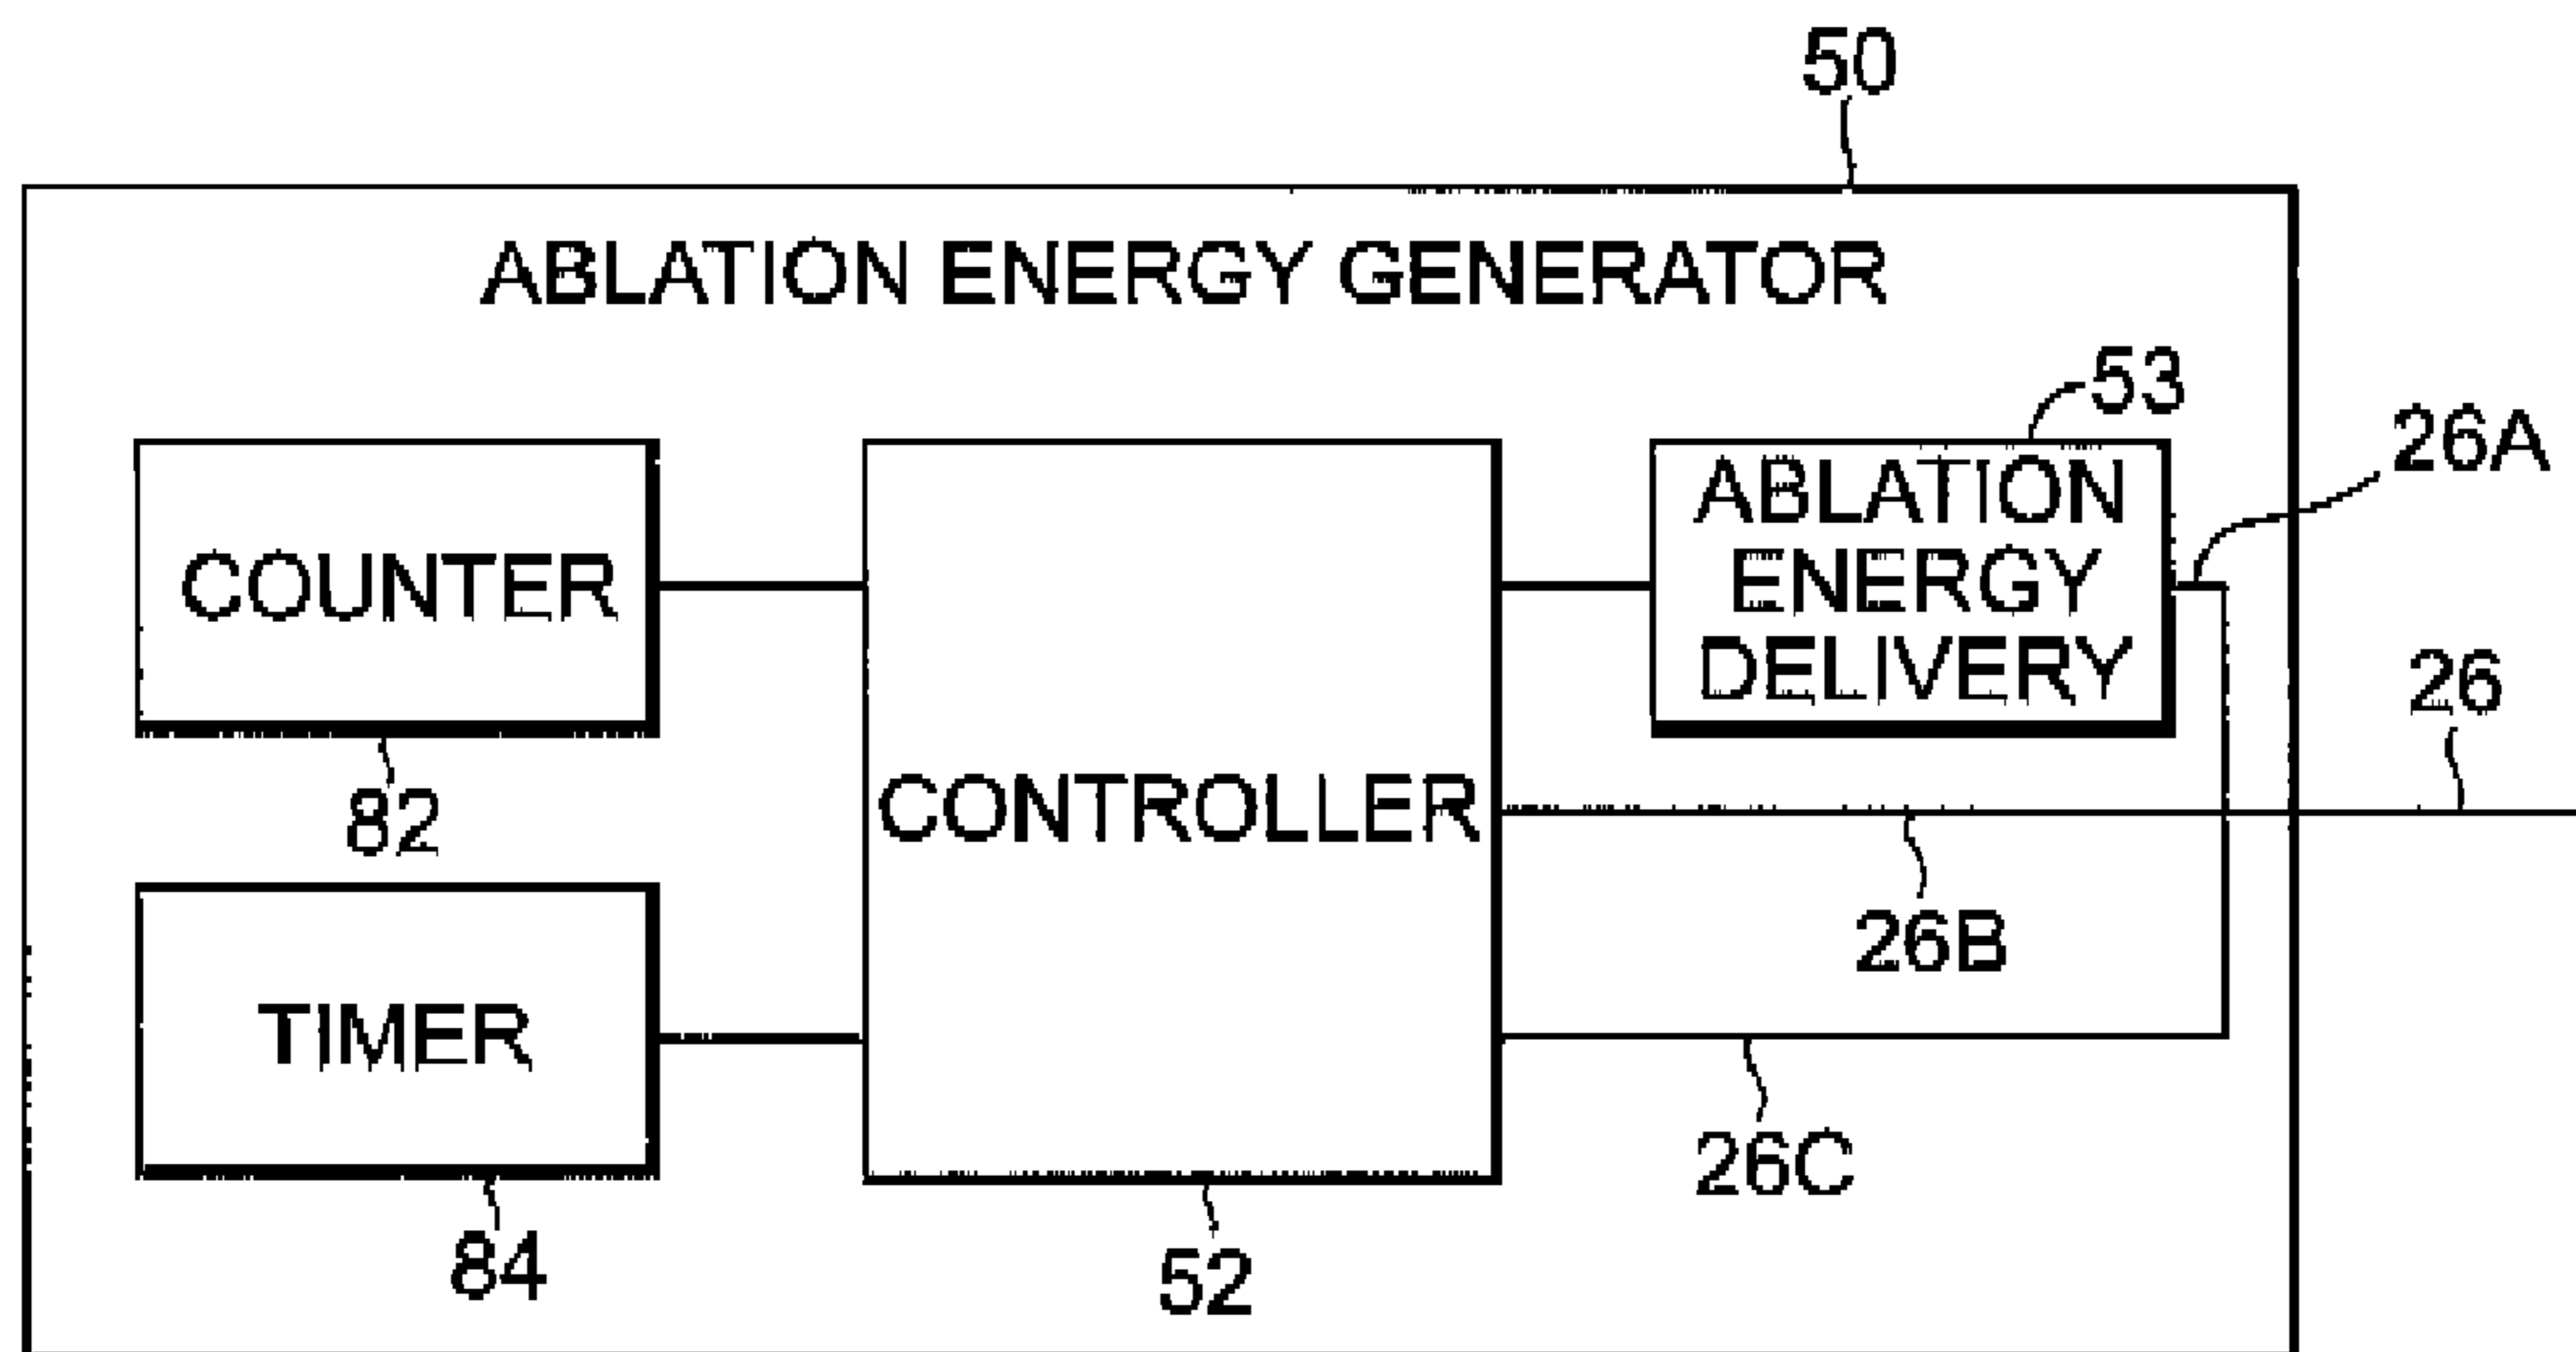 50
ABLATION ENERGY GENERATOR
53
26A
COUNTER
ABLATION
ENERGY
DELIVERY
26
82
CONTROLLER
26B
TIMER
26C
84
52